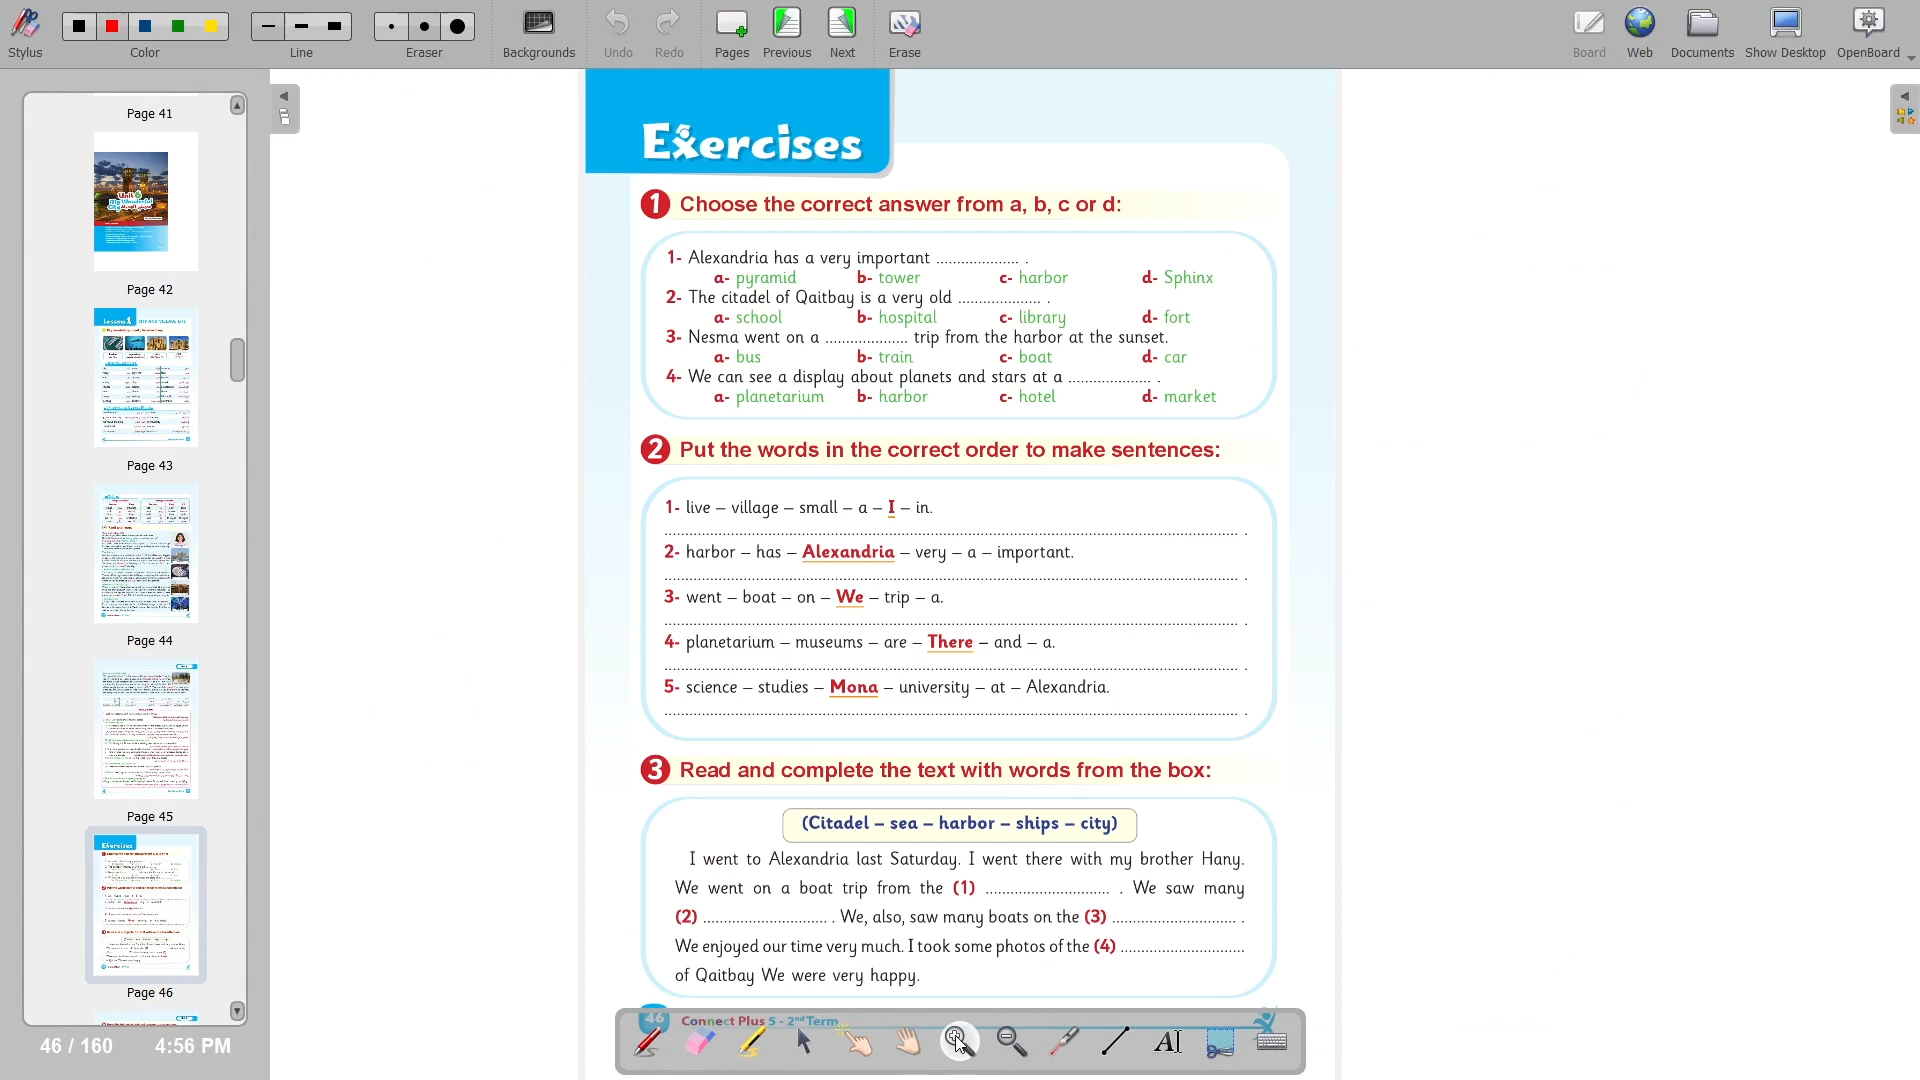 Stylus
Color
Line
Eraser
Backgrounds
Undo
Redo
Pages
Previous
Next
Erase
Board
Web
Documents
Show Desktop
OpenBoard
Page 41
Page 42
Page 43
Page 44
Page 45
Page 46
46 / 160 4:56 PM
Exercises
1 Choose the correct answer from a, b, c or d:
1- Alexandria has a very important .................... .
a- pyramid b- tower c- harbor d- Sphinx
2- The citadel of Qaitbay is a very old .................... .
a- school b- hospital c- library d- fort
3- Nesma went on a .................... trip from the harbor at the sunset.
a- bus b- train c- boat d- car
4- We can see a display about planets and stars at a .................... .
a- planetarium b- harbor c- hotel d- market
2 Put the words in the correct order to make sentences:
1- live – village – small – a – I – in.
2- harbor – has – Alexandria – very – a – important.
3- went – boat – on – We – trip – a.
4- planetarium – museums – are – There – and – a.
5- science – studies – Mona – university – at – Alexandria.
3 Read and complete the text with words from the box:
(Citadel – sea – harbor – ships – city)
I went to Alexandria last Saturday. I went there with my brother Hany.
We went on a boat trip from the (1) .............................. . We saw many
(2) .............................. . We, also, saw many boats on the (3) .............................. .
We enjoyed our time very much. I took some photos of the (4) ..............................
of Qaitbay We were very happy.
46 Connect Plus 5 - 2nd Term